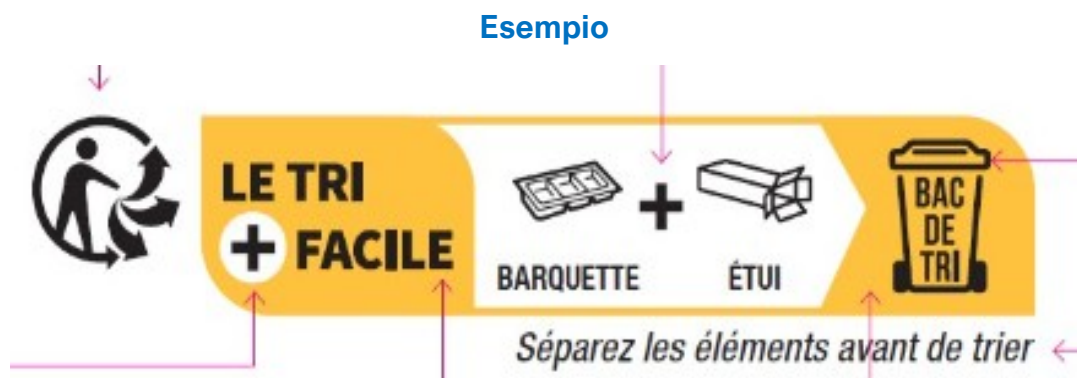 Esempio
LE TRI
+ FACILE
BARQUETTE + ÉTUI
BAC
DE
TRI
Séparez les éléments avant de trier